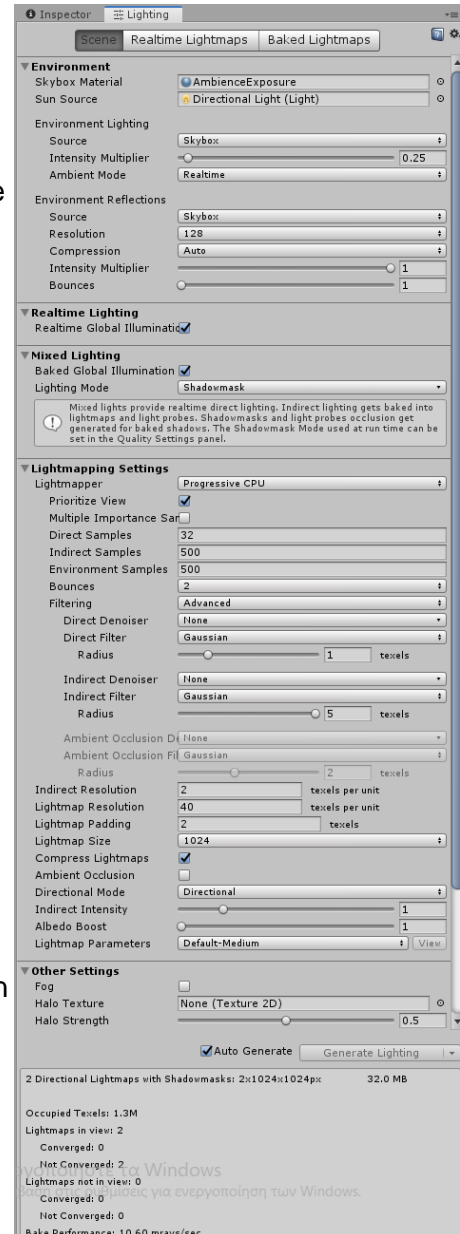 Inspector Lighting
Scene Realtime Lightmaps Baked Lightmaps
Environment
Skybox Material AmbienceExposure
Sun Source Directional Light (Light)
Environment Lighting
Source Skybox
Intensity Multiplier 0.25
Ambient Mode Realtime
e
Environment Reflections
Source Skybox
Resolution 128
Compression Auto
Intensity Multiplier 1
Bounces 1
Realtime Lighting
Realtime Global Illuminatio
Mixed Lighting
Baked Global Illumination
Lighting Mode Shadowmask
Mixed lights provide realtime direct lighting. Indirect lighting gets baked into
lightmaps and light probes. Shadowmasks and light probes occlusion get
generated for baked shadows. The Shadowmask Mode used at run time can be
set in the Quality Settings panel.
Lightmapping Settings
Lightmapper Progressive CPU
Prioritize View
Multiple Importance Sar
Direct Samples 32
Indirect Samples 500
Environment Samples 500
Bounces 2
Filtering Advanced
Direct Denoiser None
Direct Filter Gaussian
Radius 1 texels
Indirect Denoiser None
Indirect Filter Gaussian
Radius 5 texels
Ambient Occlusion De None
Ambient Occlusion Fil Gaussian
Radius 2 texels
Indirect Resolution 2 texels per unit
Lightmap Resolution 40 texels per unit
Lightmap Padding 2 texels
Lightmap Size 1024
Compress Lightmaps
Ambient Occlusion
Directional Mode Directional
Indirect Intensity 1
Albedo Boost 1
Lightmap Parameters Default-Medium View
Other Settings
n
Fog
Halo Texture None (Texture 2D)
Halo Strength 0.5
Auto Generate Generate Lighting
2 Directional Lightmaps with Shadowmasks: 2x1024x1024px 32.0 MB
Occupied Texels: 1.3M
Lightmaps in view: 2
Converged: 0
Not Converged: 2
τα Windows
Lightmaps not in view: 0
στις ρυθμίσεις για ενεργοποίηση των Windows.
Converged: 0
Not Converged: 0
Bake Performance: 10.60 mrays/sec